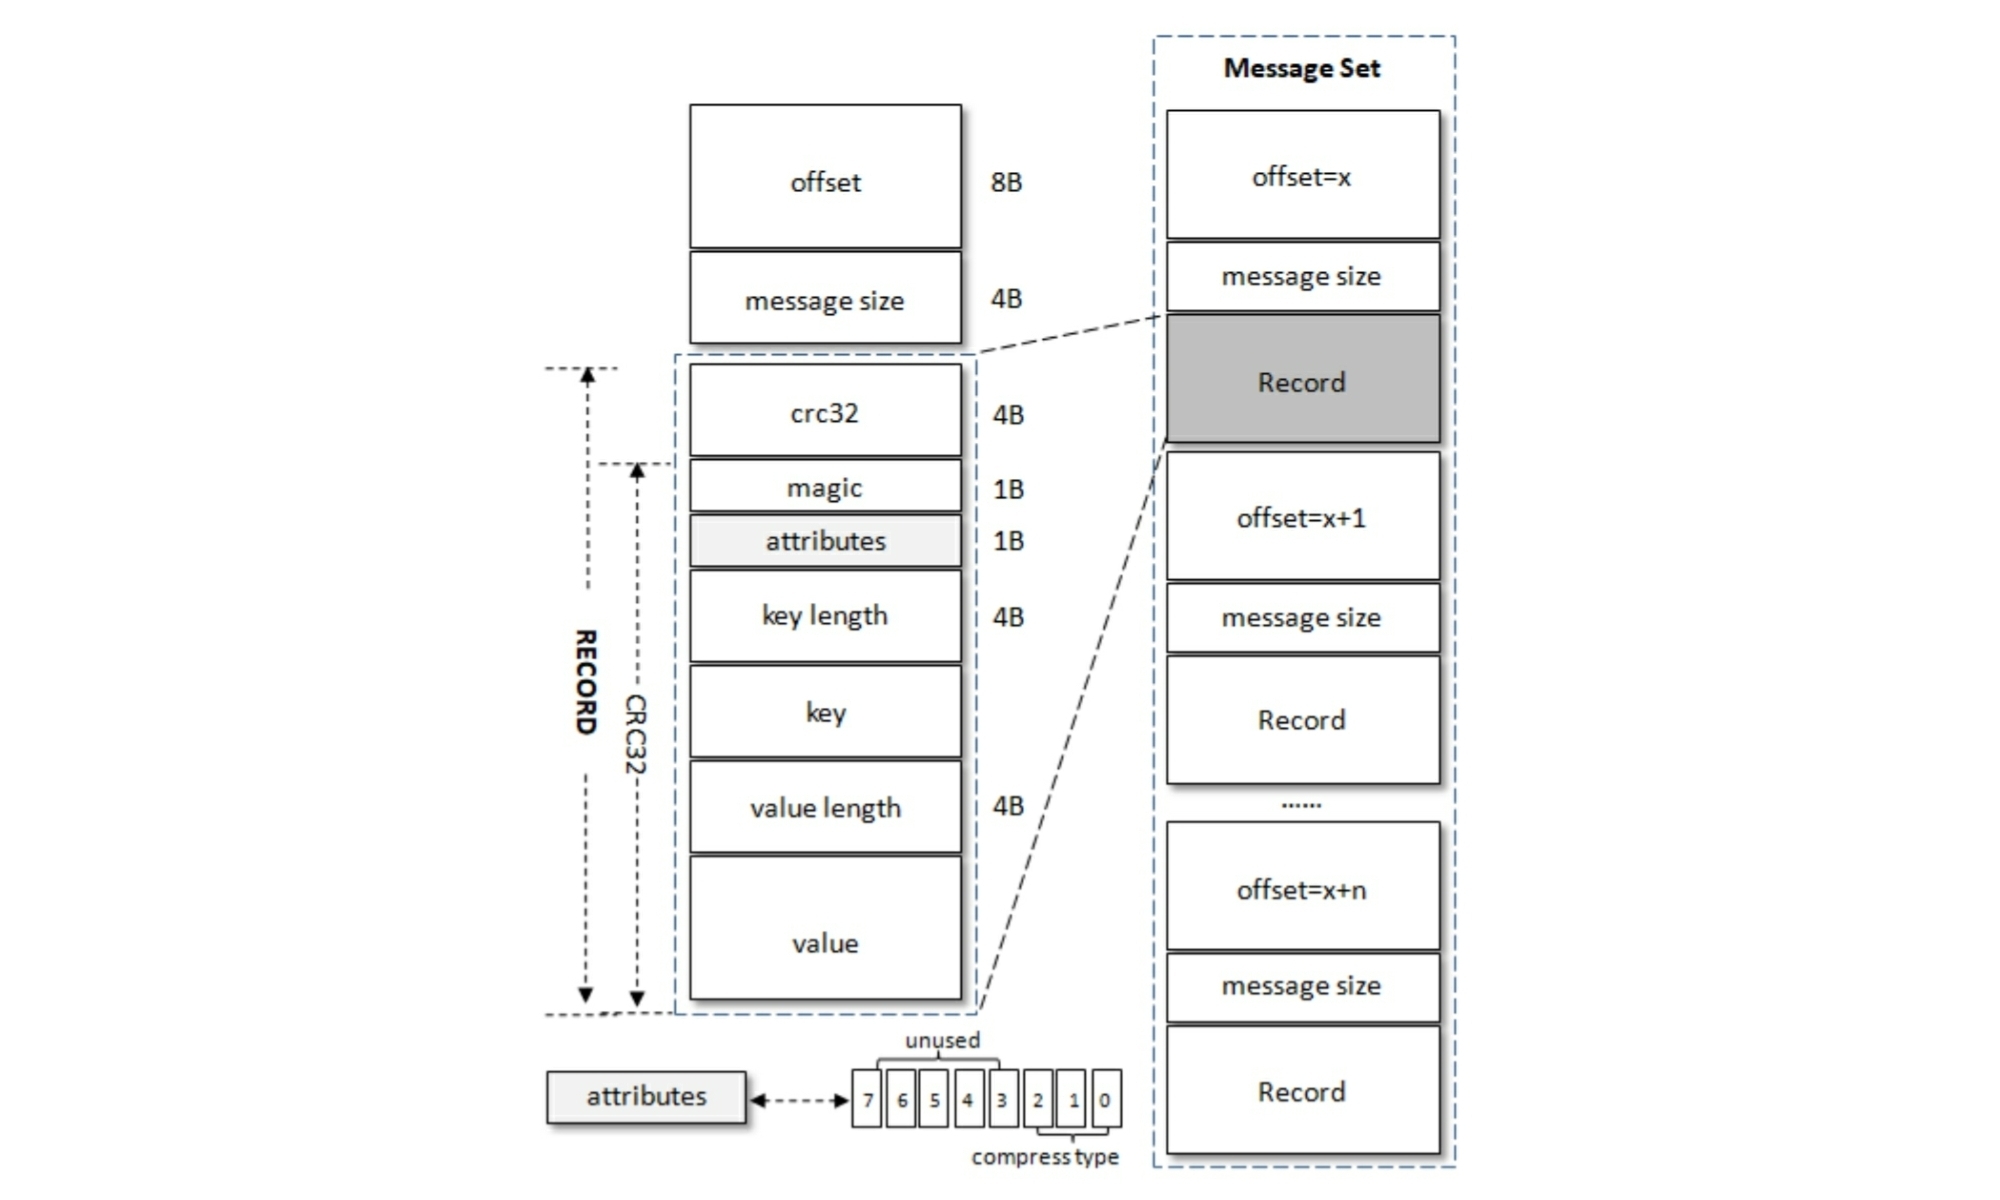 offset
8B
message size
4B
crc32
4B
magic
1B
attributes
1B
key length
4B
key
value length
4B
value
RECORD
CRC32
attributes
unused
7 6 5 4 3 2 1 0
compress type
Message Set
offset=x
message size
Record
offset=x+1
message size
Record
......
offset=x+n
message size
Record